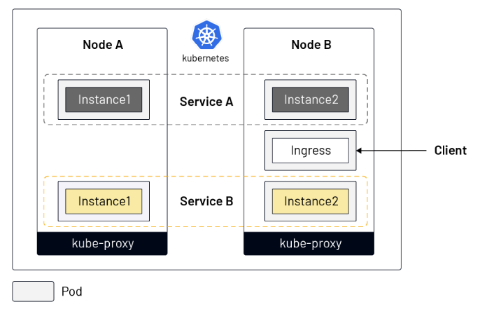 Node A
kubernetes
Node B
Instance1
Service A
Instance2
Ingress
Client
Instance1
Service B
Instance2
kube-proxy
kube-proxy
Pod